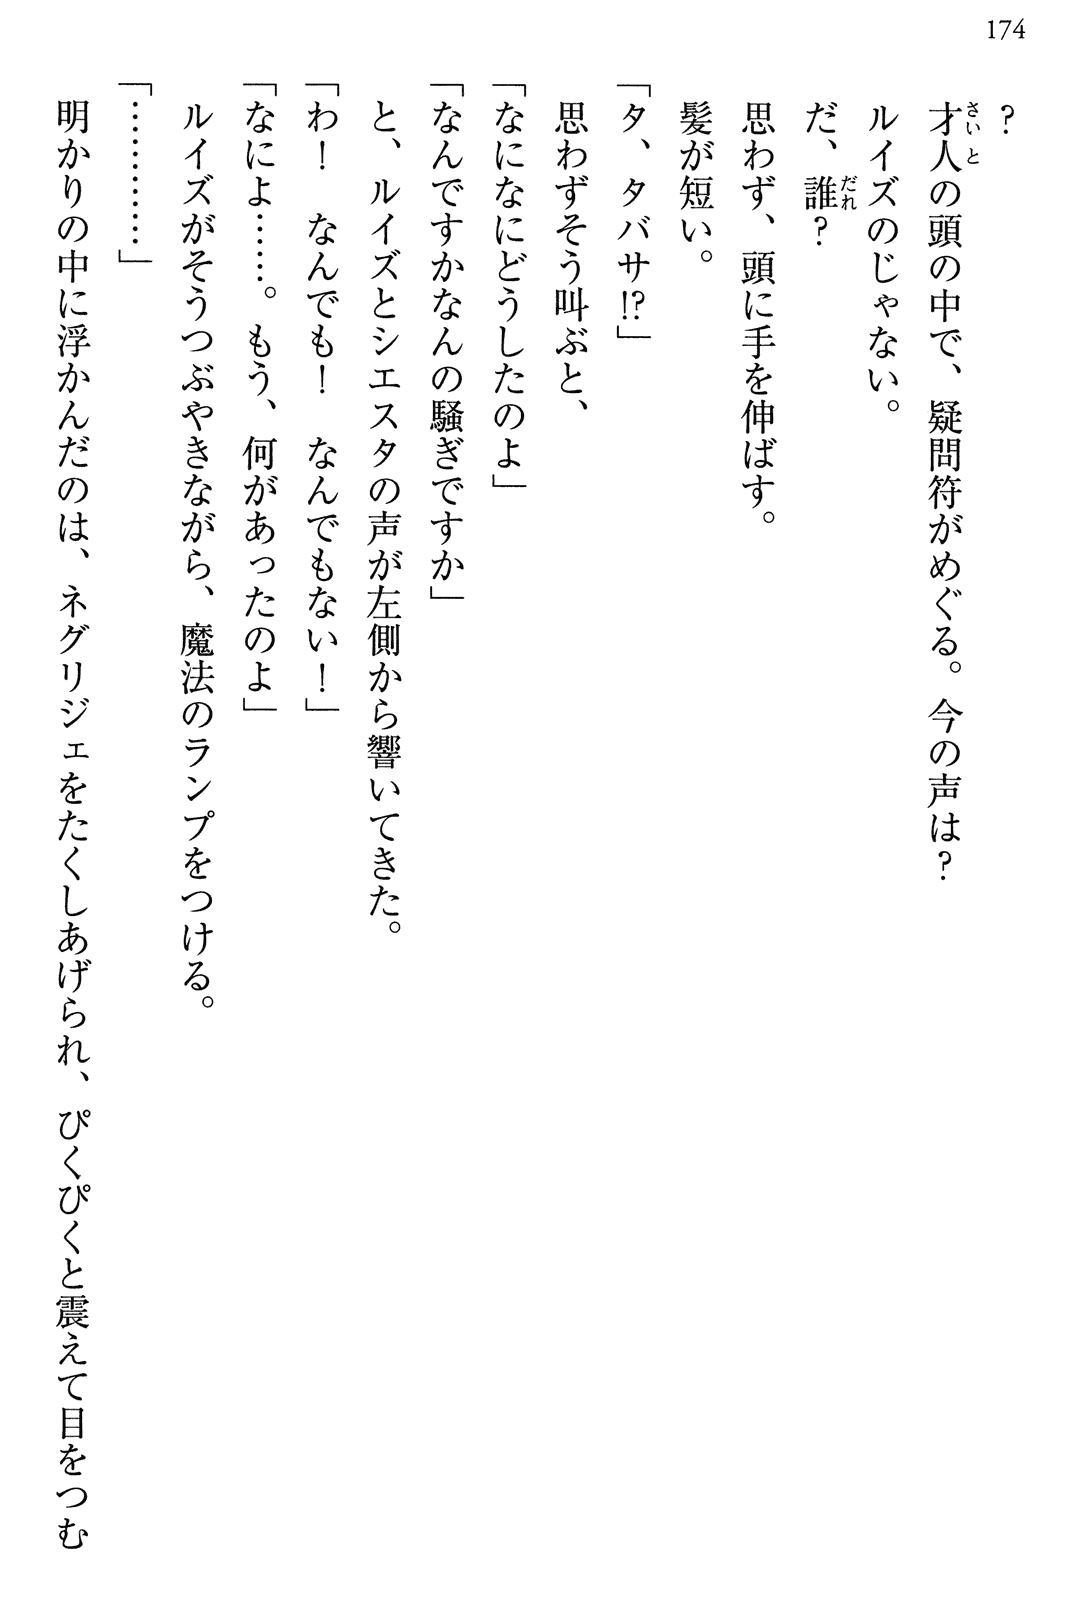 174
?
才人の頭の中で、疑問符がめぐる。今の声は?
ルイズのじゃない。
だ、誰?
思わず、頭に手を伸ばす。
髪が短い。
「タ、タバサ!?」
思わずそう叫ぶと、
「なになにどうしたのよ」
「なんですかなんの騒ぎですか」
と、ルイズとシエスタの声が左側から響いてきた。
「わ! なんでも! なんでもない!」
「なによ……。もう、何があったのよ」
ルイズがそうつぶやきながら、魔法のランプをつける。
「…………」
明かりの中に浮かんだのは、ネグリジェをたくしあげられ、ぴくぴくと震えて目をつむ